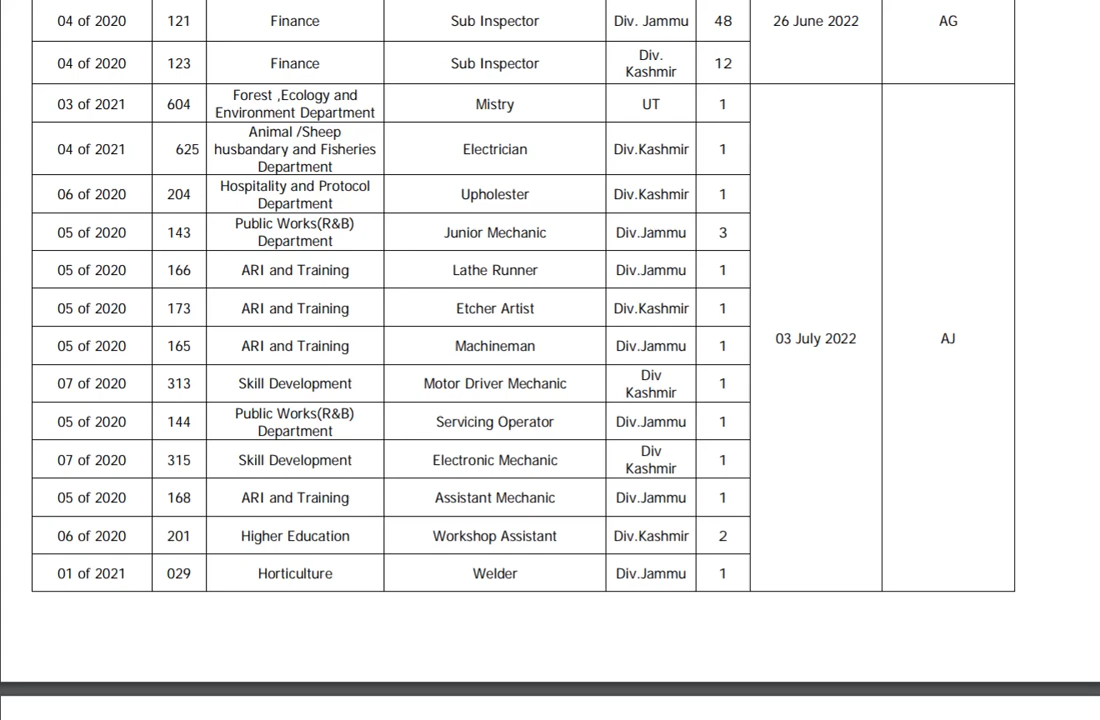 04 of 2020 121 Finance Sub Inspector Div. Jammu 48 26 June 2022 AG
04 of 2020 123 Finance Sub Inspector Div.
Kashmir 12
03 of 2021 604 Forest ,Ecology and
Environment Department Mistry UT 1
04 of 2021 625 Animal /Sheep
husbandary and Fisheries
Department Electrician Div.Kashmir 1
06 of 2020 204 Hospitality and Protocol
Department Upholester Div.Kashmir 1
05 of 2020 143 Public Works(R&B)
Department Junior Mechanic Div.Jammu 3
05 of 2020 166 ARI and Training Lathe Runner Div.Jammu 1
05 of 2020 173 ARI and Training Etcher Artist Div.Kashmir 1
03 July 2022 AJ
05 of 2020 165 ARI and Training Machineman Div.Jammu 1
07 of 2020 313 Skill Development Motor Driver Mechanic Div
Kashmir 1
05 of 2020 144 Public Works(R&B)
Department Servicing Operator Div.Jammu 1
07 of 2020 315 Skill Development Electronic Mechanic Div
Kashmir 1
05 of 2020 168 ARI and Training Assistant Mechanic Div.Jammu 1
06 of 2020 201 Higher Education Workshop Assistant Div.Kashmir 2
01 of 2021 029 Horticulture Welder Div.Jammu 1